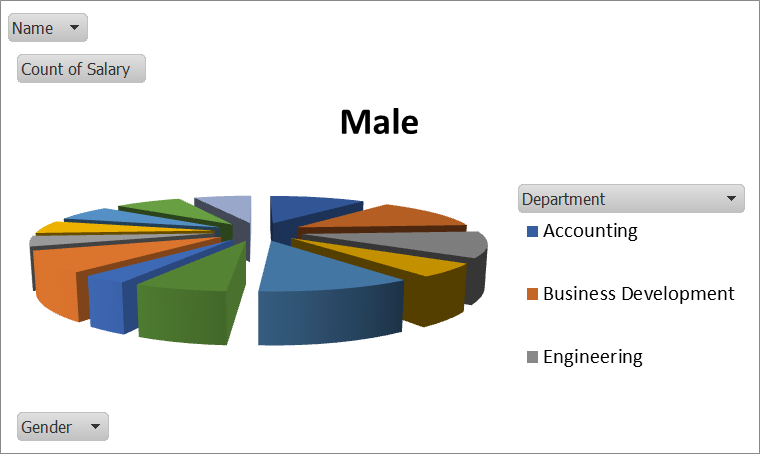 Name
Count of Salary
Male
Department
Accounting
Business Development
Engineering
Gender